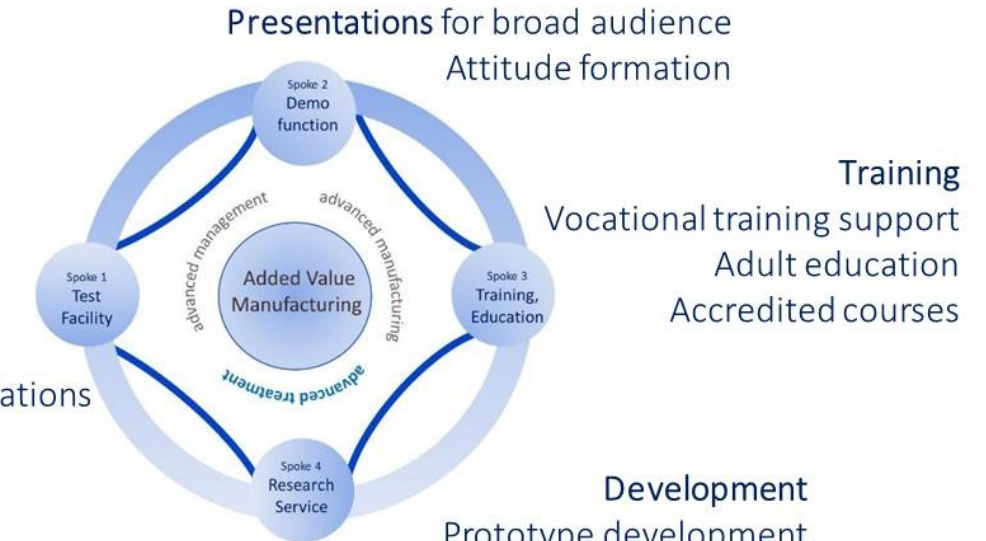 Presentations for broad audience
Attitude formation
Spoke 2
Demo
function
Training
Vocational training support
Adult education
Accredited courses
advanced management
advanced manufacturing
Added Value
Manufacturing
advanced treatment
Spoke 1
Test
Facility
Spoke 3
Training,
Education
ations
Spoke 4
Research
Service
Development
Prototype development